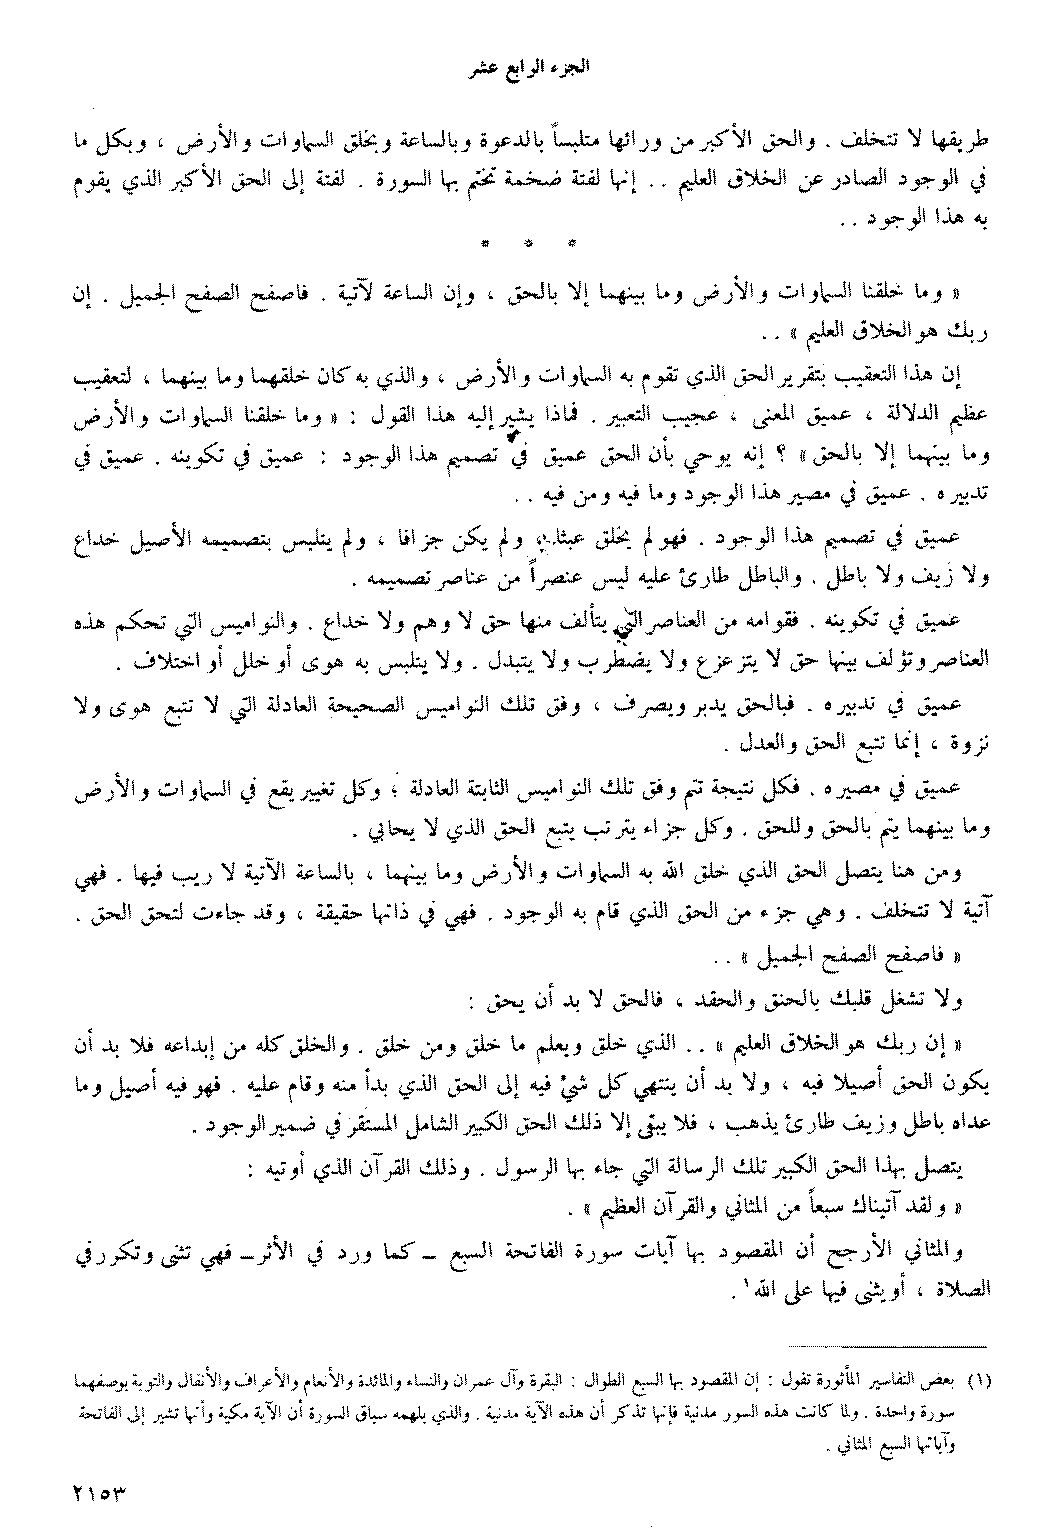 الجزء الرابع عشر
طريقها لا تتخلف . والحق الأكبر من ورائها متلبساً بالدعوة وبالساعة وبخلق السماوات والأرض ، وبكل ما
في الوجود الصادر عن الخلاق العليم .. إنها لفتة ضخمة تختم بها السورة . لفتة إلى الحق الأكبر الذي يقوم
به هذا الوجود ..
* * *
« وما خلقنا السماوات والأرض وما بينهما إلا بالحق ، وإن الساعة لآتية . فاصفح الصفح الجميل . إن
ربك هو الخلاق العليم » ..
إن هذا التعقيب بتقرير الحق الذي تقوم به السماوات والأرض ، والذي به كان خلقهما وما بينهما ، لتعقيب
عظيم الدلالة ، عميق المعنى ، عجيب التعبير . فماذا يشير إليه هذا القول : « وما خلقنا السماوات والأرض
وما بينهما إلا بالحق» ؟ إنه يوحي بأن الحق عميق في تصميم هذا الوجود : عميق في تكوينه . عميق في
تدبيره . عميق في مصير هذا الوجود وما فيه ومن فيه ..
عميق في تصميم هذا الوجود . فهو لم يخلق عبثا، ولم يكن جزافا ، ولم يتلبس بتصميمه الأصيل خداع
ولا زيف ولا باطل . والباطل طارئ عليه ليس عنصراً من عناصر تصميمه .
عميق في تكوينه . فقوامه من العناصر التي يتألف منها حق لا وهم ولا خداع . والنواميس التي تحكم هذه
العناصر وتؤلف بينها حق لا يتزعزع ولا يضطرب ولا يتبدل . ولا يتلبس به هوى أو خلل أو اختلاف .
عميق في تدبيره . فبالحق يدبر ويصرف ، وفق تلك النواميس الصحيحة العادلة التي لا تتبع هوى ولا
نزوة ، إنما تتبع الحق والعدل .
عميق في مصيره . فكل نتيجة تتم وفق تلك النواميس الثابتة العادلة ؛ وكل تغيير يقع في السماوات والأرض
وما بينهما يتم بالحق وللحق . وكل جزاء يترتب يتبع الحق الذي لا يحابي .
ومن هنا يتصل الحق الذي خلق الله به السماوات والأرض وما بينهما ، بالساعة الآتية لا ريب فيها . فهي
آتية لا تتخلف . وهي جزء من الحق الذي قام به الوجود . فهي في ذاتها حقيقة ، وقد جاءت لتحق الحق .
« فاصفح الصفح الجميل » ..
ولا تشغل قلبك بالحنق والحقد ، فالحق لا بد أن يحق :
« إن ربك هو الخلاق العليم » .. الذي خلق ويعلم ما خلق ومن خلق . والخلق كله من إبداعه فلا بد أن
يكون الحق أصيلا فيه ، ولا بد أن ينتهي كل شيْ فيه إلى الحق الذي بدأ منه وقام عليه . فهو فيه أصيل وما
عداه باطل وزيف طارئ يذهب ، فلا يبقى إلا ذلك الحق الكبير الشامل المستقر في ضمير الوجود .
يتصل بهذا الحق الكبير تلك الرسالة التي جاء بها الرسول . وذلك القرآن الذي أوتيه :
« ولقد آتيناك سبعاً من المثاني والقرآن العظيم » .
والمثاني الأرجح أن المقصود بها آيات سورة الفاتحة السبع – كما ورد في الأثر – فهي تثنى وتكرر في
الصلاة ، أو يثنى فيها على الله١ .
(١) بعض التفاسير المأثورة تقول : إن المقصود بها السبع الطوال : البقرة وآل عمران والنساء والمائدة والأنعام والأعراف والأنفال والتوبة بوصفهما
سورة واحدة . ولما كانت هذه السور مدنية فإنها تذكر أن هذه الآية مدنية . والذي يلهمه سياق السورة أن الآية مكية وأنها تشير إلى الفاتحة
وآياتها السبع المثاني .
٢١٥٣